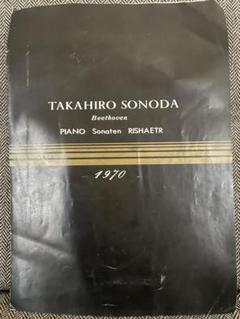 TAKAHIRO SONODA
Beethoven
PIANO Sonaten RISHAETR
1970